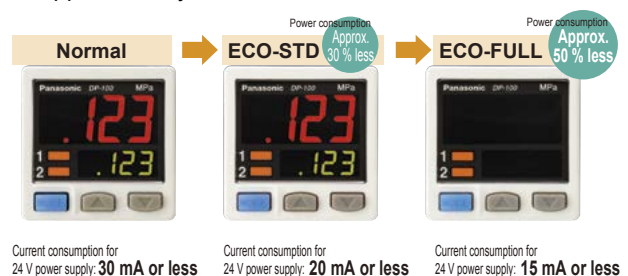 Power consumption
Approx.
30 % less
Power consumption
Approx.
50 % less
Normal
ECO-STD
ECO-FULL
Panasonic DP-100 MPa
.123
1
2
.123
Panasonic DP-100 MPa
.123
1
2
.123
Panasonic DP-100 MPa
1
2
Current consumption for
24 V power supply: 30 mA or less
Current consumption for
24 V power supply: 20 mA or less
Current consumption for
24 V power supply: 15 mA or less